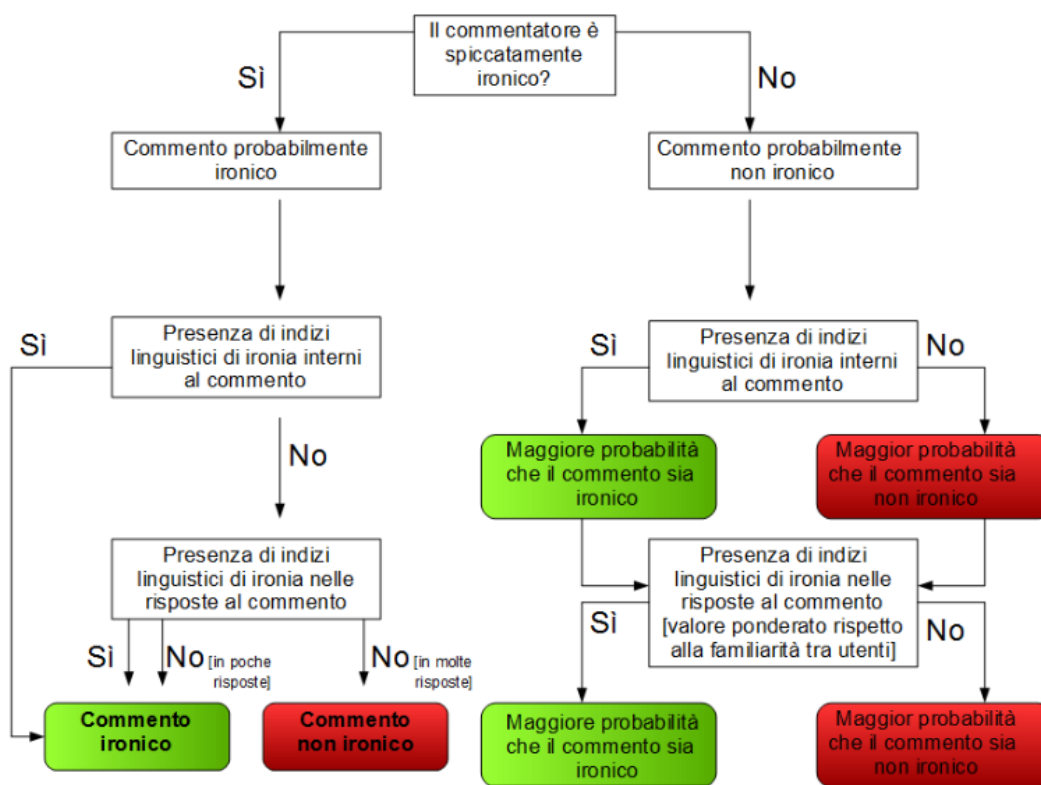 Il commentatore è
spiccatamente
ironico?
Sì
No
Commento probabilmente
ironico
Commento probabilmente
non ironico
Sì
Presenza di indizi
linguistici di ironia interni
al commento
No
Presenza di indizi
linguistici di ironia nelle
risposte al commento
Sì
No [in poche
risposte]
No [in molte
risposte]
Commento
ironico
Commento
non ironico
Sì
Presenza di indizi
linguistici di ironia interni
al commento
No
Maggiore probabilità
che il commento sia
ironico
Maggior probabilità
che il commento sia
non ironico
Presenza di indizi
linguistici di ironia nelle
risposte al commento
[valore ponderato rispetto
alla familiarità tra utenti]
Sì
No
Maggiore probabilità
che il commento sia
ironico
Maggior probabilità
che il commento sia
non ironico